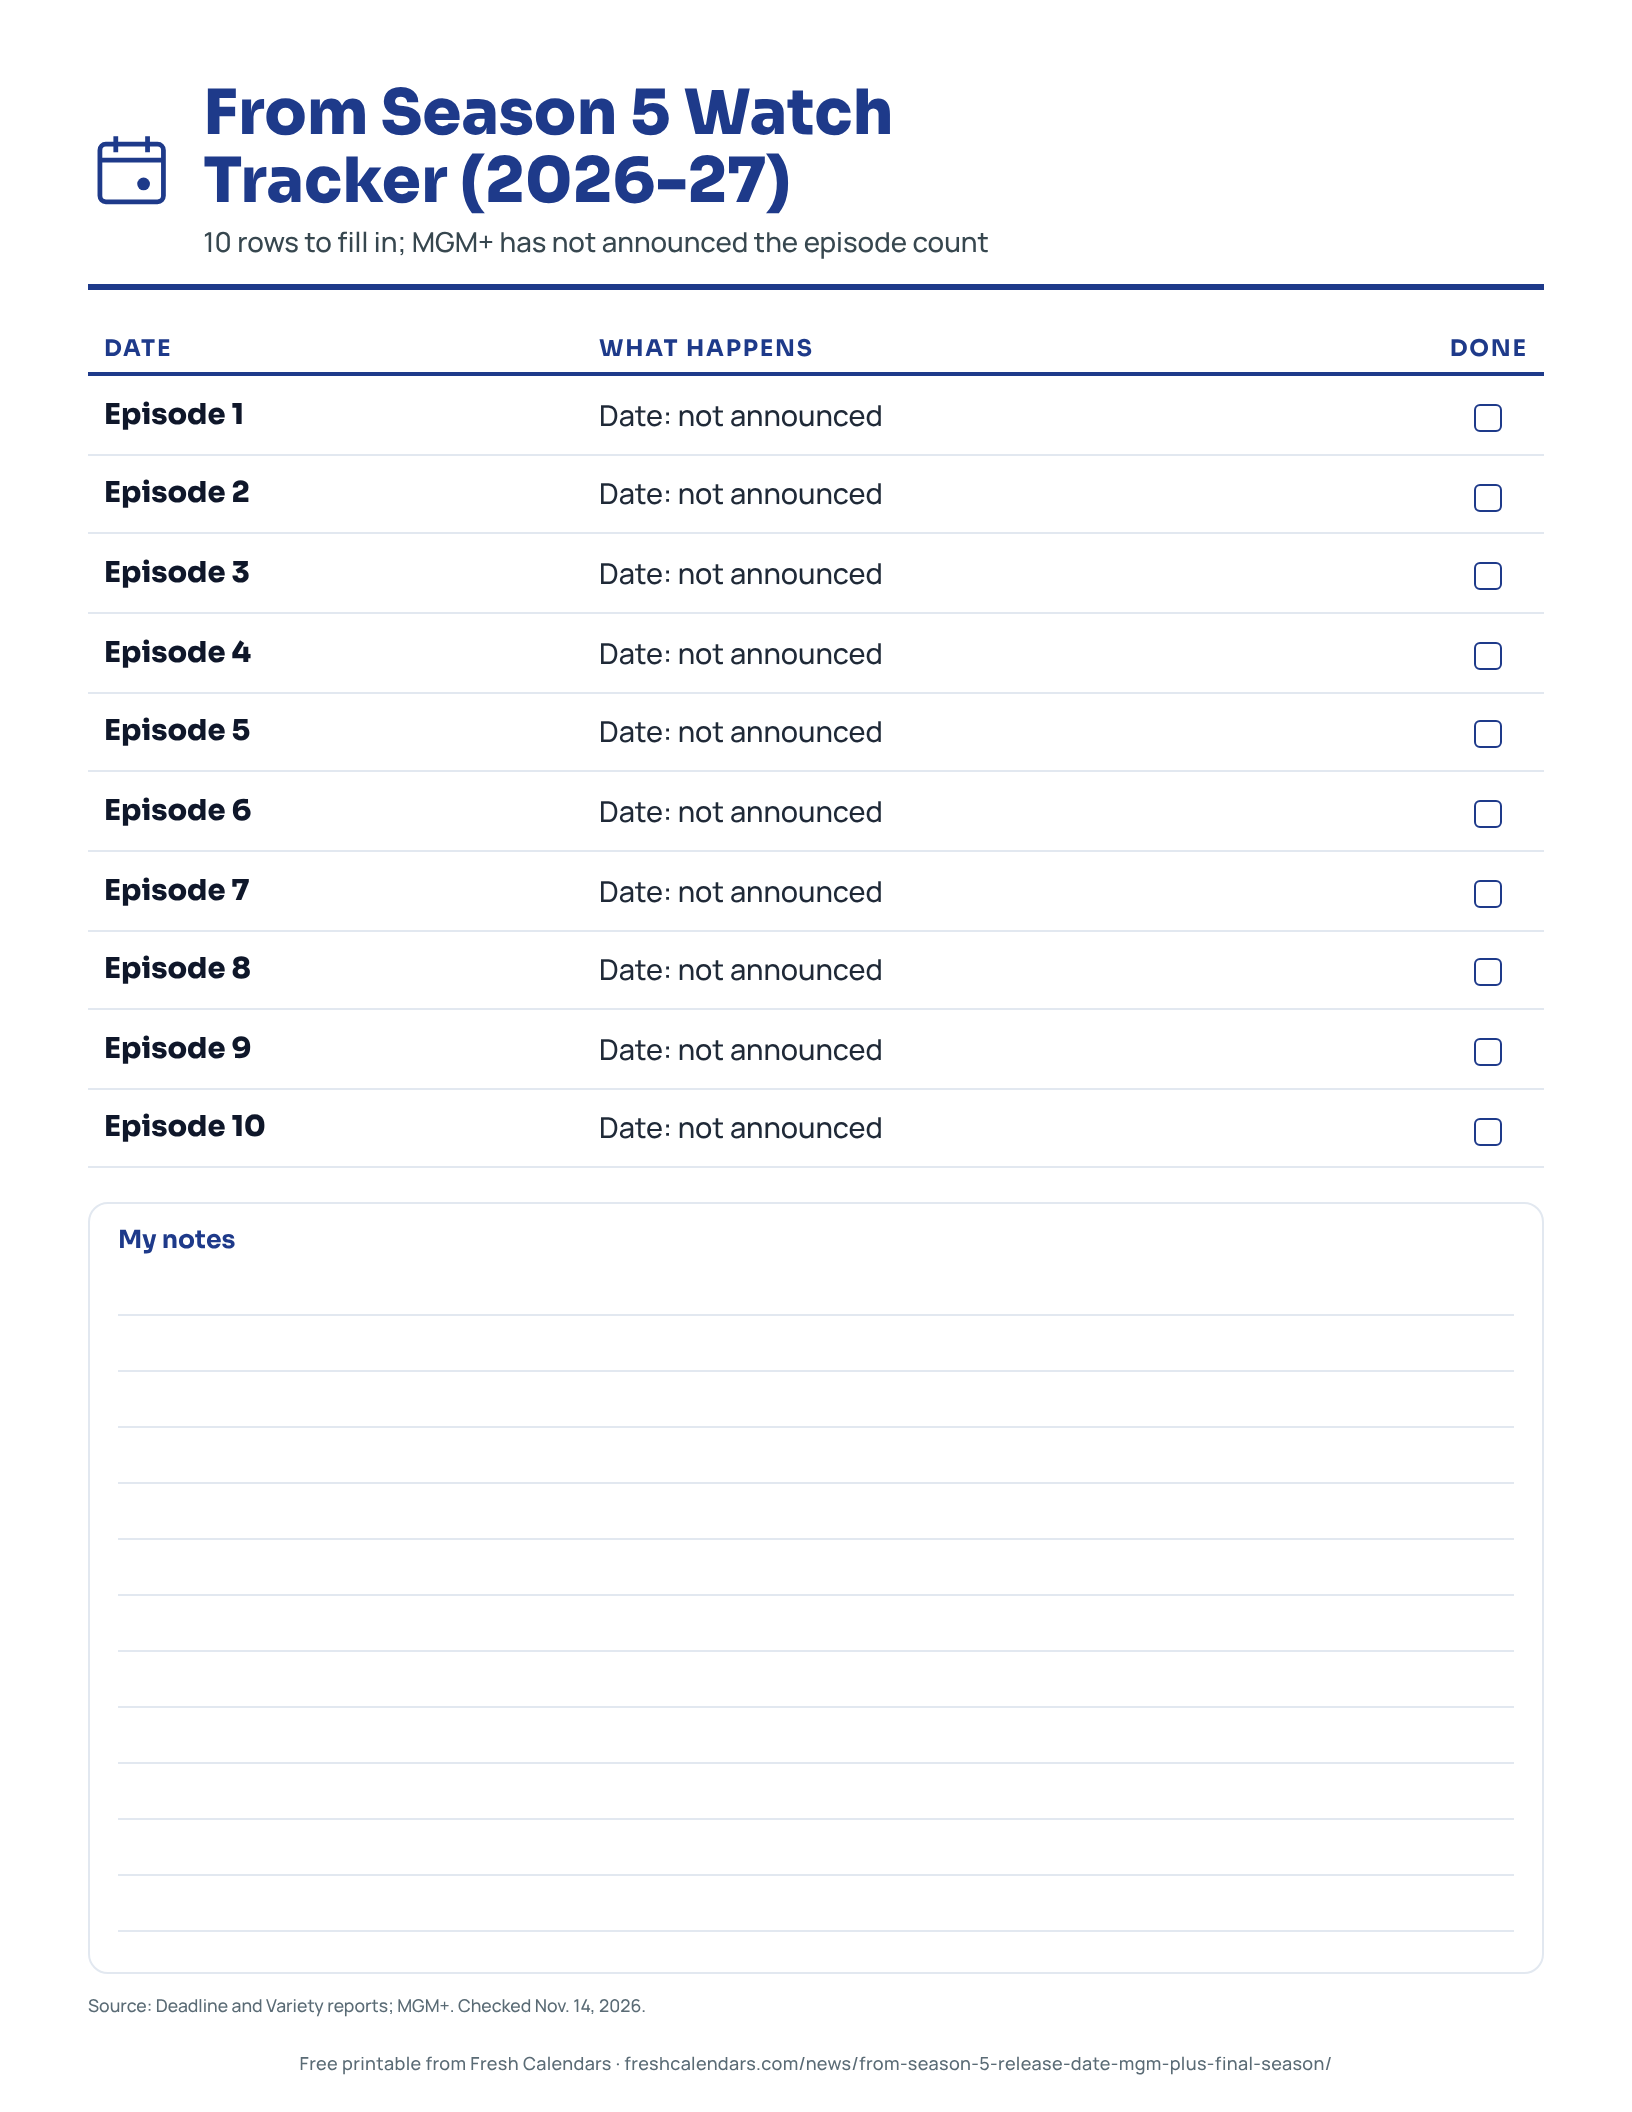 From Season 5 Watch
Tracker (2026–27)
10 rows to fill in; MGM+ has not announced the episode count
DATE WHAT HAPPENS DONE
Episode 1 Date: not announced
Episode 2 Date: not announced
Episode 3 Date: not announced
Episode 4 Date: not announced
Episode 5 Date: not announced
Episode 6 Date: not announced
Episode 7 Date: not announced
Episode 8 Date: not announced
Episode 9 Date: not announced
Episode 10 Date: not announced
My notes
Source: Deadline and Variety reports; MGM+. Checked Nov. 14, 2026.
Free printable from Fresh Calendars · freshcalendars.com/news/from-season-5-release-date-mgm-plus-final-season/